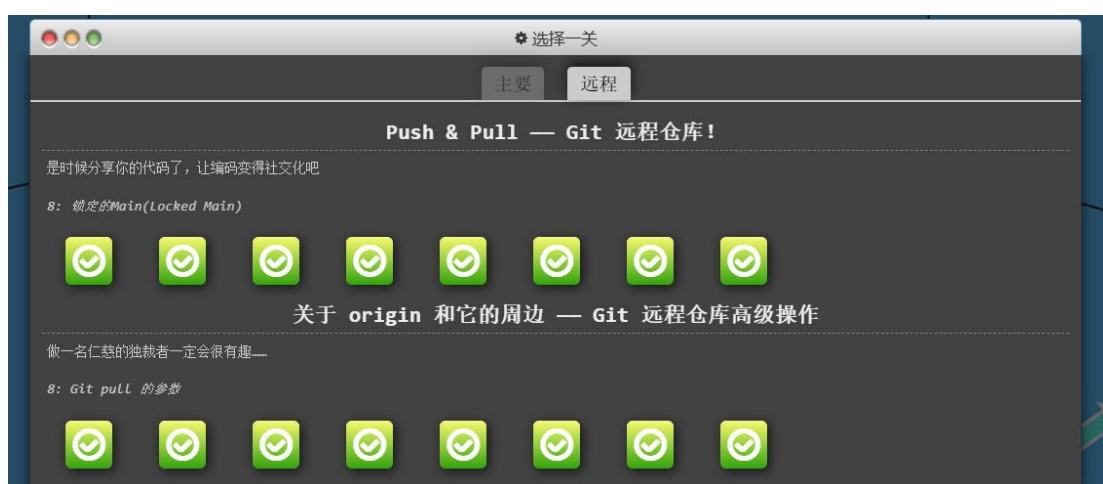 选择一关
主要 远程
Push & Pull —— Git 远程仓库!
是时候分享你的代码了，让编码变得社交化吧
8: 锁定的Main(Locked Main)
关于 origin 和它的周边 —— Git 远程仓库高级操作
做一名仁慈的独裁者一定会很有趣……
8: Git pull 的参数